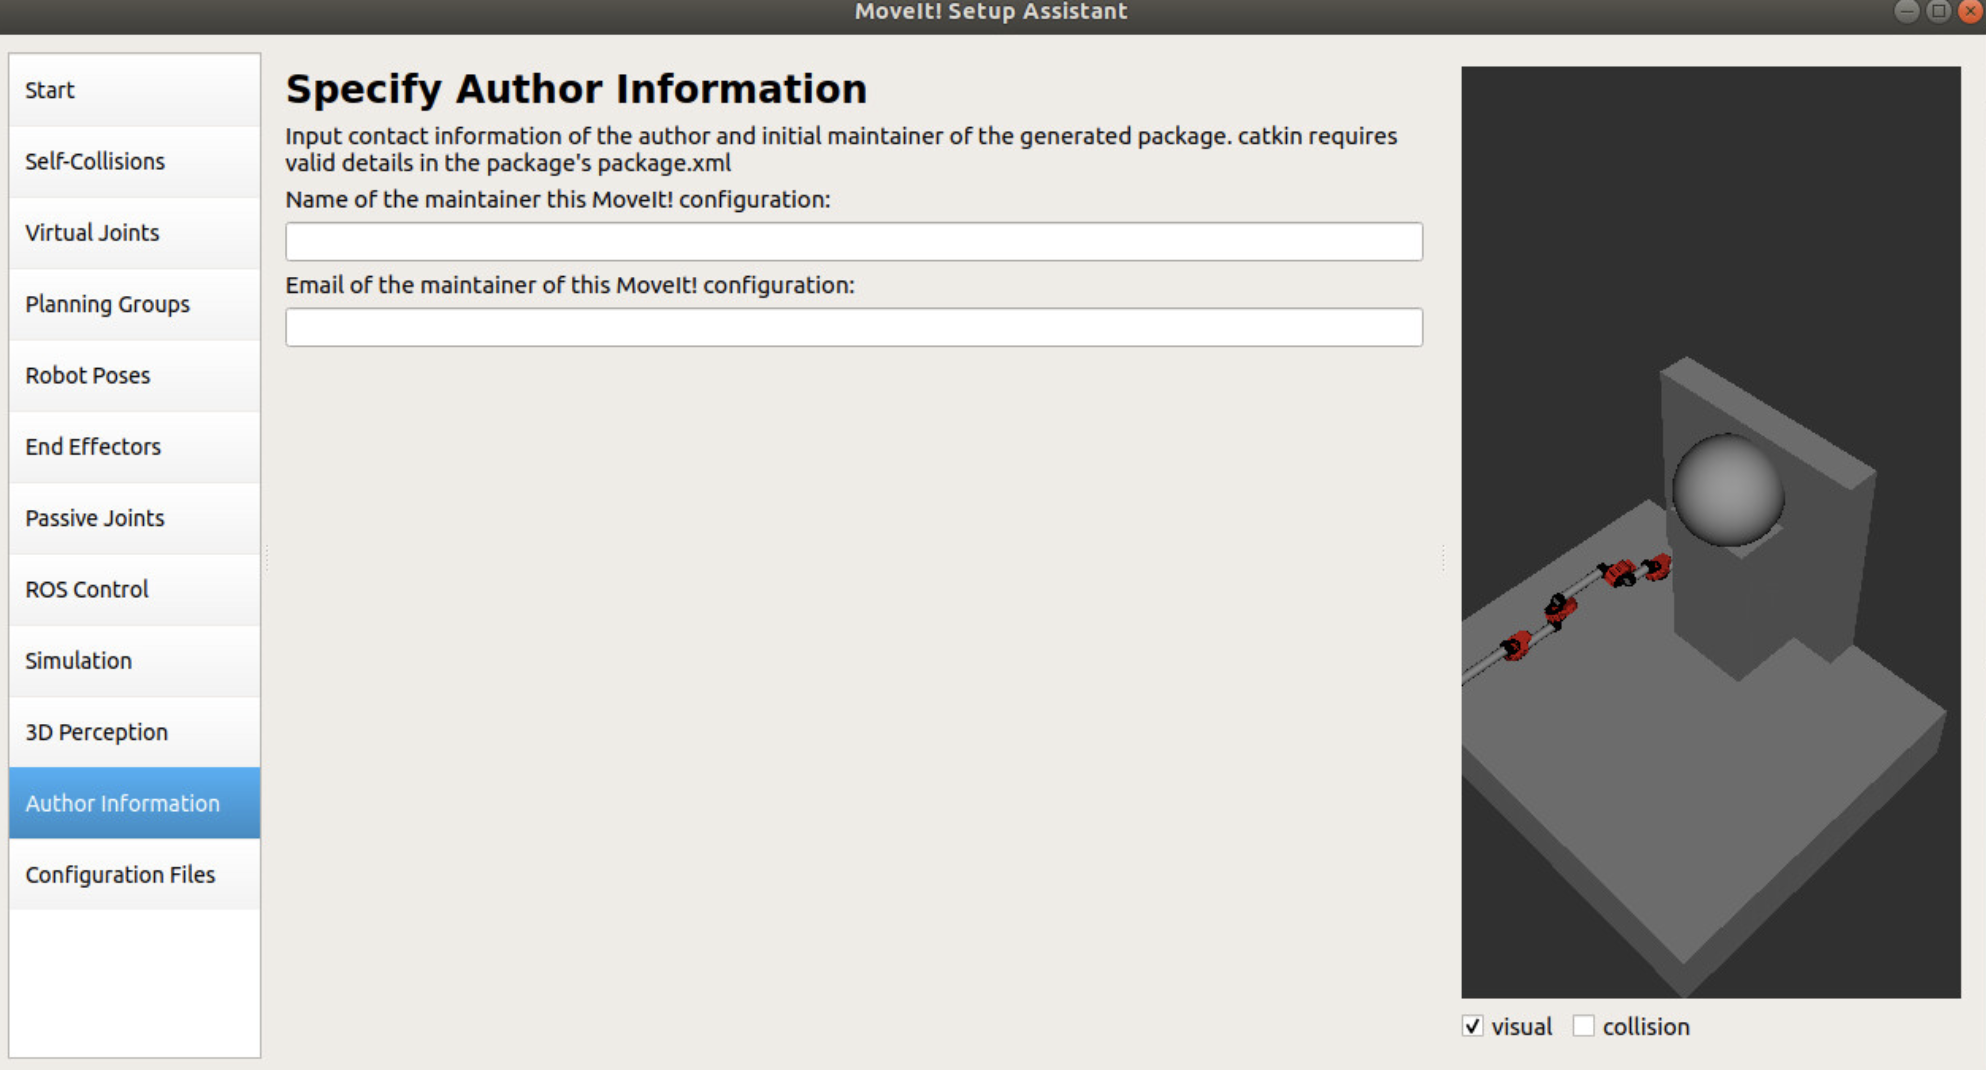 MoveIt! Setup Assistant
Start
Self-Collisions
Virtual Joints
Planning Groups
Robot Poses
End Effectors
Passive Joints
ROS Control
Simulation
3D Perception
Author Information
Configuration Files
Specify Author Information
Input contact information of the author and initial maintainer of the generated package. catkin requires
valid details in the package's package.xml
Name of the maintainer this MoveIt! configuration:
Email of the maintainer of this MoveIt! configuration:
visual collision